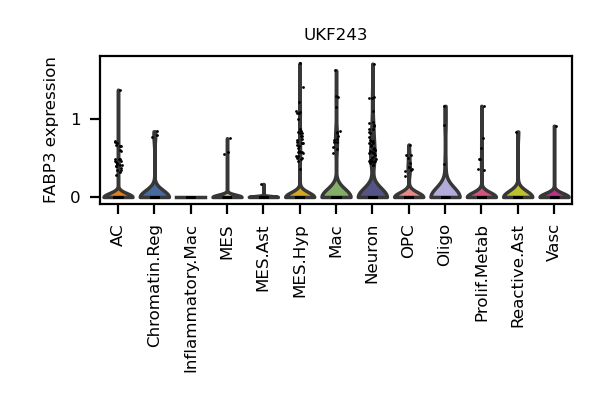 UKF243
FABP3 expression
1
0
AC
Chromatin.Reg
Inflammatory.Mac
MES
MES.Ast
MES.Hyp
Mac
Neuron
OPC
Oligo
Prolif.Metab
Reactive.Ast
Vasc